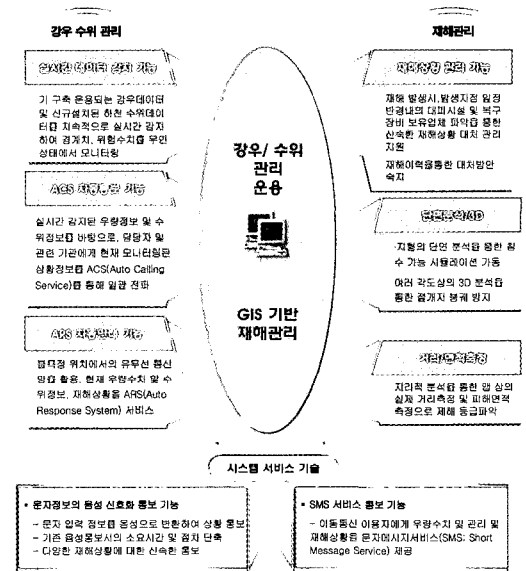 강우 수위 관리
실시간 데이터 감지 기능
기 구축 운용되는 강우데이터
및 신규설치된 하천 수위데이
터를 지속적으로 실시간 감지
하여 경계치, 위험수치를 무인
상태에서 모니터링
ACS 자동통보 기능
실시간 감지된 우량정보 및 수
위정보를 바탕으로, 담당자 및
관련 기관에게 현재 모니터링된
상황정보를 ACS(Auto Calling
Service)를 통해 일괄 전파
ARS 자동안내 기능
특정 위치에서의 유무선 통신
망을 활용, 현재 우량수치 및 수
위정보, 재해상황을 ARS(Auto
Response System) 서비스
강우/ 수위
관리
운용
GIS 기반
재해관리
재해관리
재해상황 관리 기능
재해 발생시,발생지점 일정
반경내의 대피시설 및 복구
장비 보유업체 파악을 통한
신속한 재해상황 대처 관리
지원
재해이력을통한 대처방안
숙지
단면분석/3D
지형의 단면 분석을 통한 침
수 가능 시뮬레이션 가동
여러 각도상의 3D 분석을
통한 절개지 붕괴 방지
거리/면적측정
지리적 분석을 통한 맵 상의
실제 거리측정 및 피해면적
측정으로 재해 등급파악
시스템 서비스 기술
▪ 문자정보의 음성 신호화 통보 기능
– 문자 입력 정보를 음성으로 변환하여 상황 통보
– 기존 음성통보시의 소요시간 및 절차 단축
– 다양한 재해상황에 대한 신속한 통보
▪ SMS 서비스 통보 기능
– 이동통신 이용자에게 우량수치 및 관리 및
재해상황을 문자메시지서비스(SMS: Short
Message Service) 제공